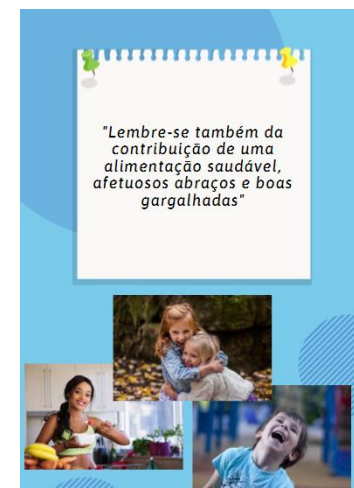 "Lembre-se também da
contribuição de uma
alimentação saudável,
afetuosos abraços e boas
gargalhadas"